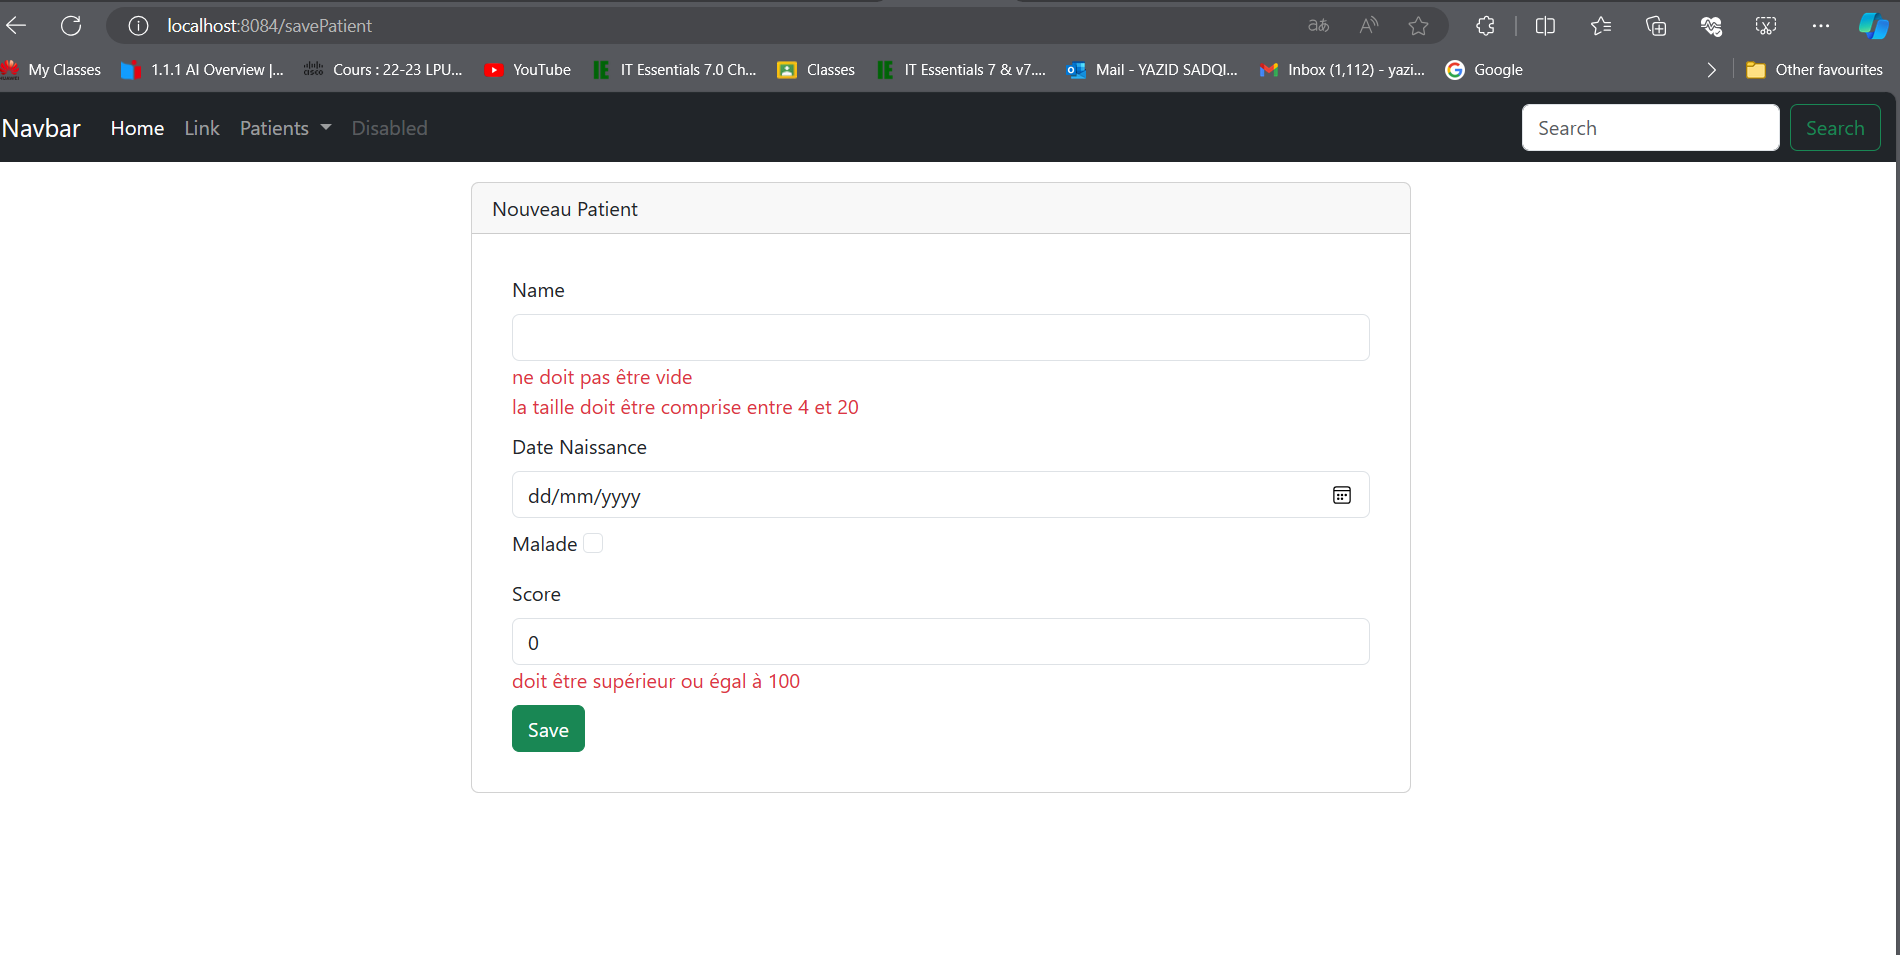 localhost:8084/savePatient
My Classes 1.1.1 AI Overview |... Cours : 22-23 LPU... YouTube IT Essentials 7.0 Ch... Classes IT Essentials 7 & v7.... Mail - YAZID SADQI... Inbox (1,112) - yazi... Google Other favourites
Navbar Home Link Patients Disabled Search Search
Nouveau Patient
Name
ne doit pas être vide
la taille doit être comprise entre 4 et 20
Date Naissance
dd/mm/yyyy
Malade
Score
0
doit être supérieur ou égal à 100
Save